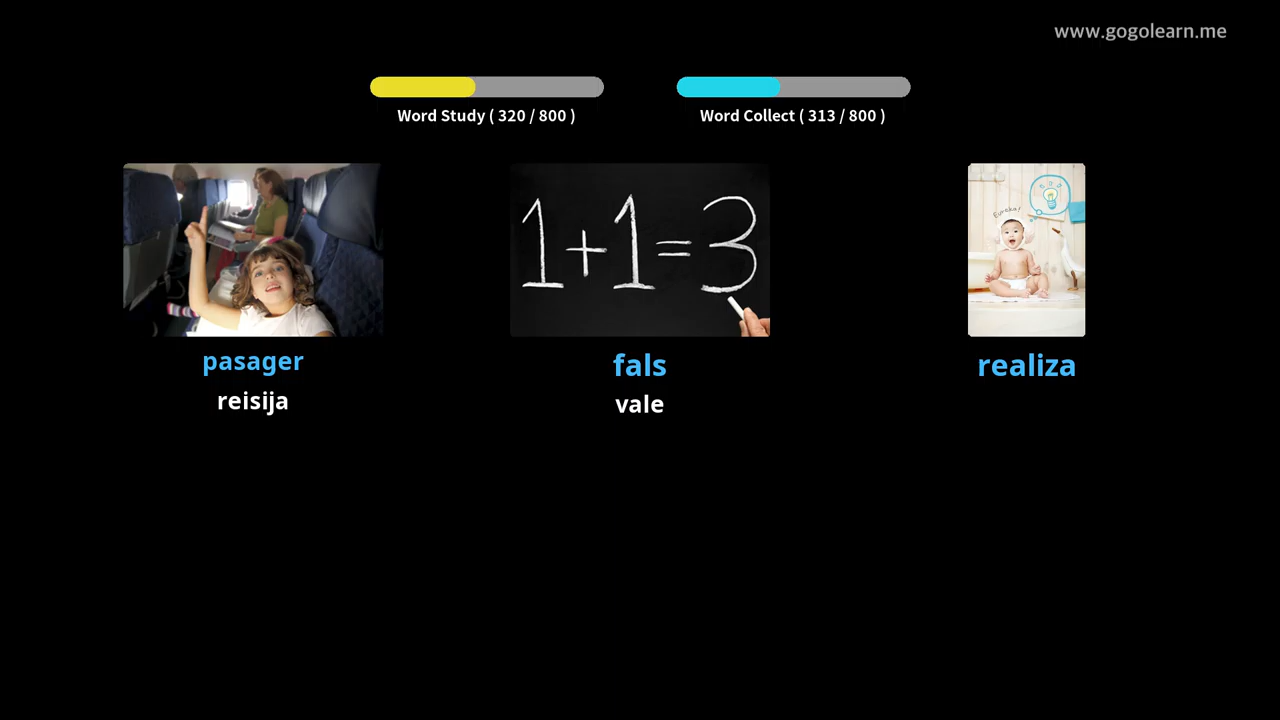 www.gogolearn.me
Word Study ( 320 / 800 )
Word Collect ( 313 / 800 )
1+1=3
Eureka!
pasager
fals
realiza
reisija
vale